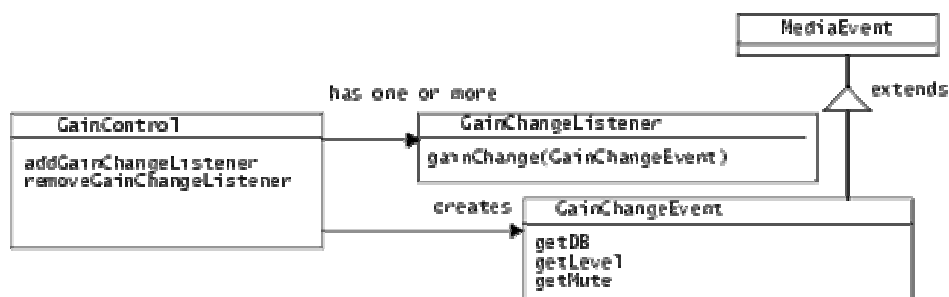 MediaEvent
extends
has one or more
GainControl
addGainChangeListener
removeGainChangeListener
GainChangeListener
gainChange(GainChangeEvent)
creates
GainChangeEvent
getDB
getLevel
getMute